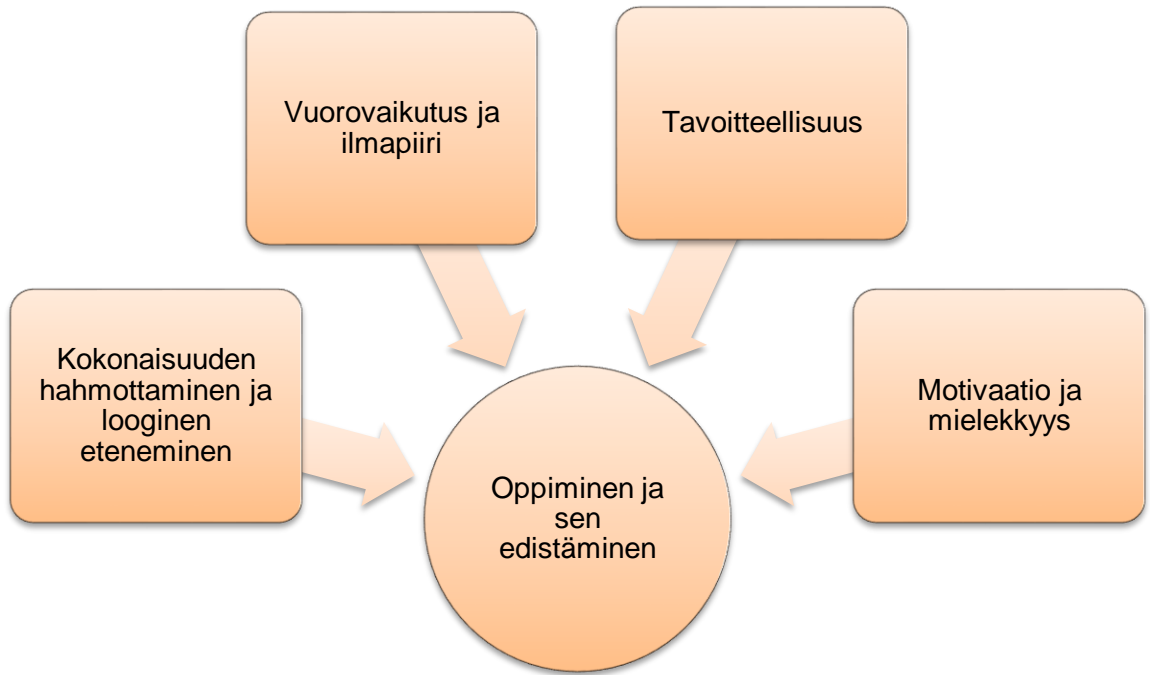 Vuorovaikutus ja
ilmapiiri
Tavoitteellisuus
Kokonaisuuden
hahmottaminen ja
looginen
eteneminen
Motivaatio ja
mielekkyys
Oppiminen ja
sen
edistäminen